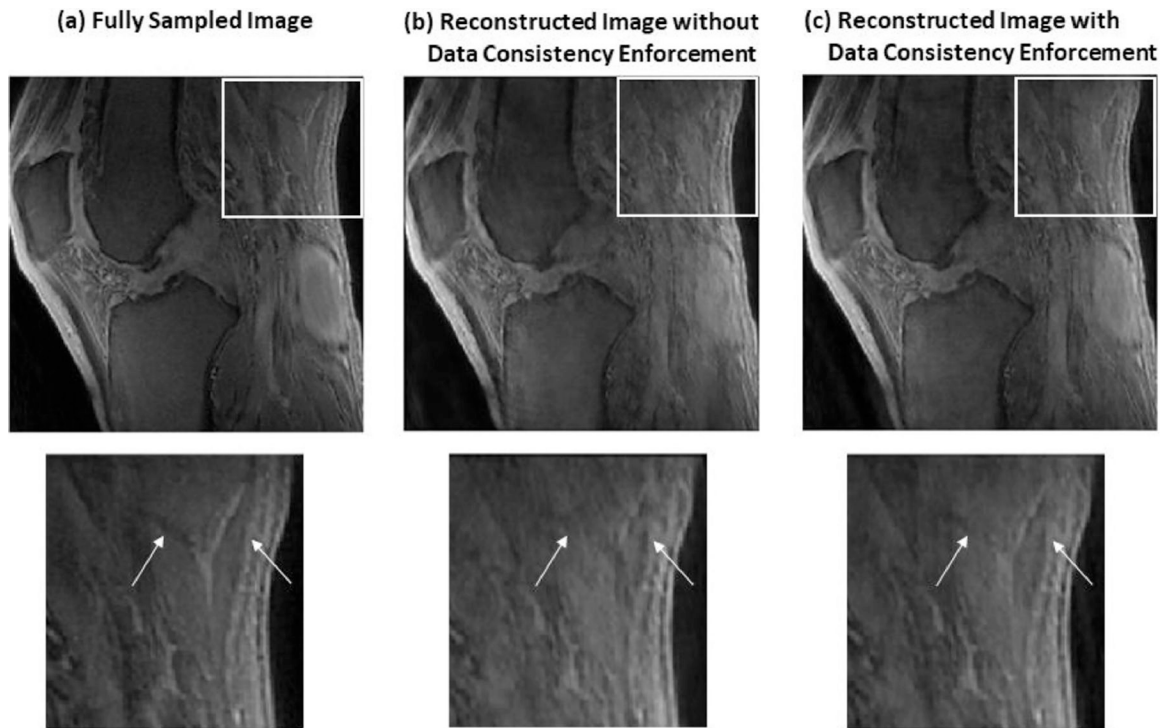 (a) Fully Sampled Image
(b) Reconstructed Image without
Data Consistency Enforcement
(c) Reconstructed Image with
Data Consistency Enforcement